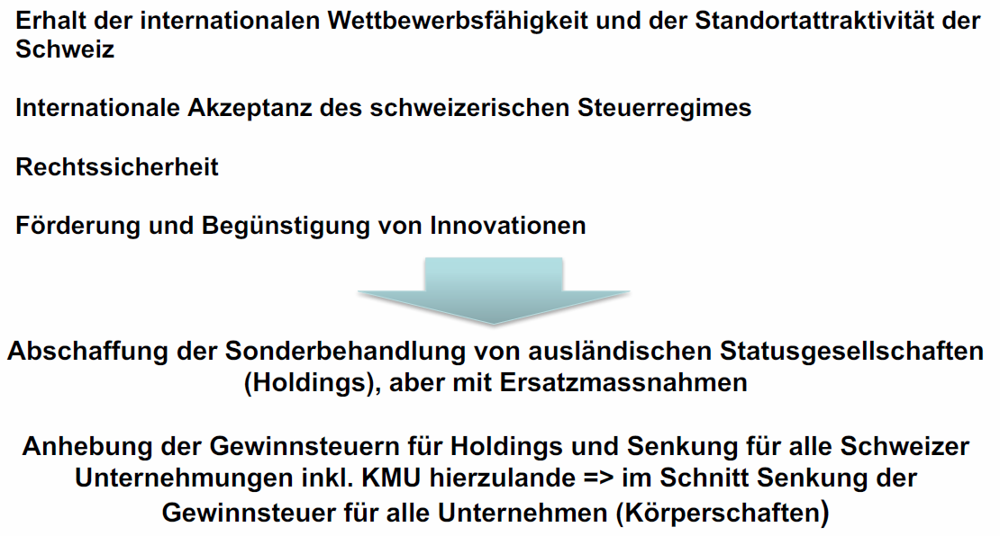 Erhalt der internationalen Wettbewerbsfähigkeit und der Standortattraktivität der
Schweiz
Internationale Akzeptanz des schweizerischen Steuerregimes
Rechtssicherheit
Förderung und Begünstigung von Innovationen
Abschaffung der Sonderbehandlung von ausländischen Statusgesellschaften
(Holdings), aber mit Ersatzmassnahmen
Anhebung der Gewinnsteuern für Holdings und Senkung für alle Schweizer
Unternehmungen inkl. KMU hierzulande => im Schnitt Senkung der
Gewinnsteuer für alle Unternehmen (Körperschaften)